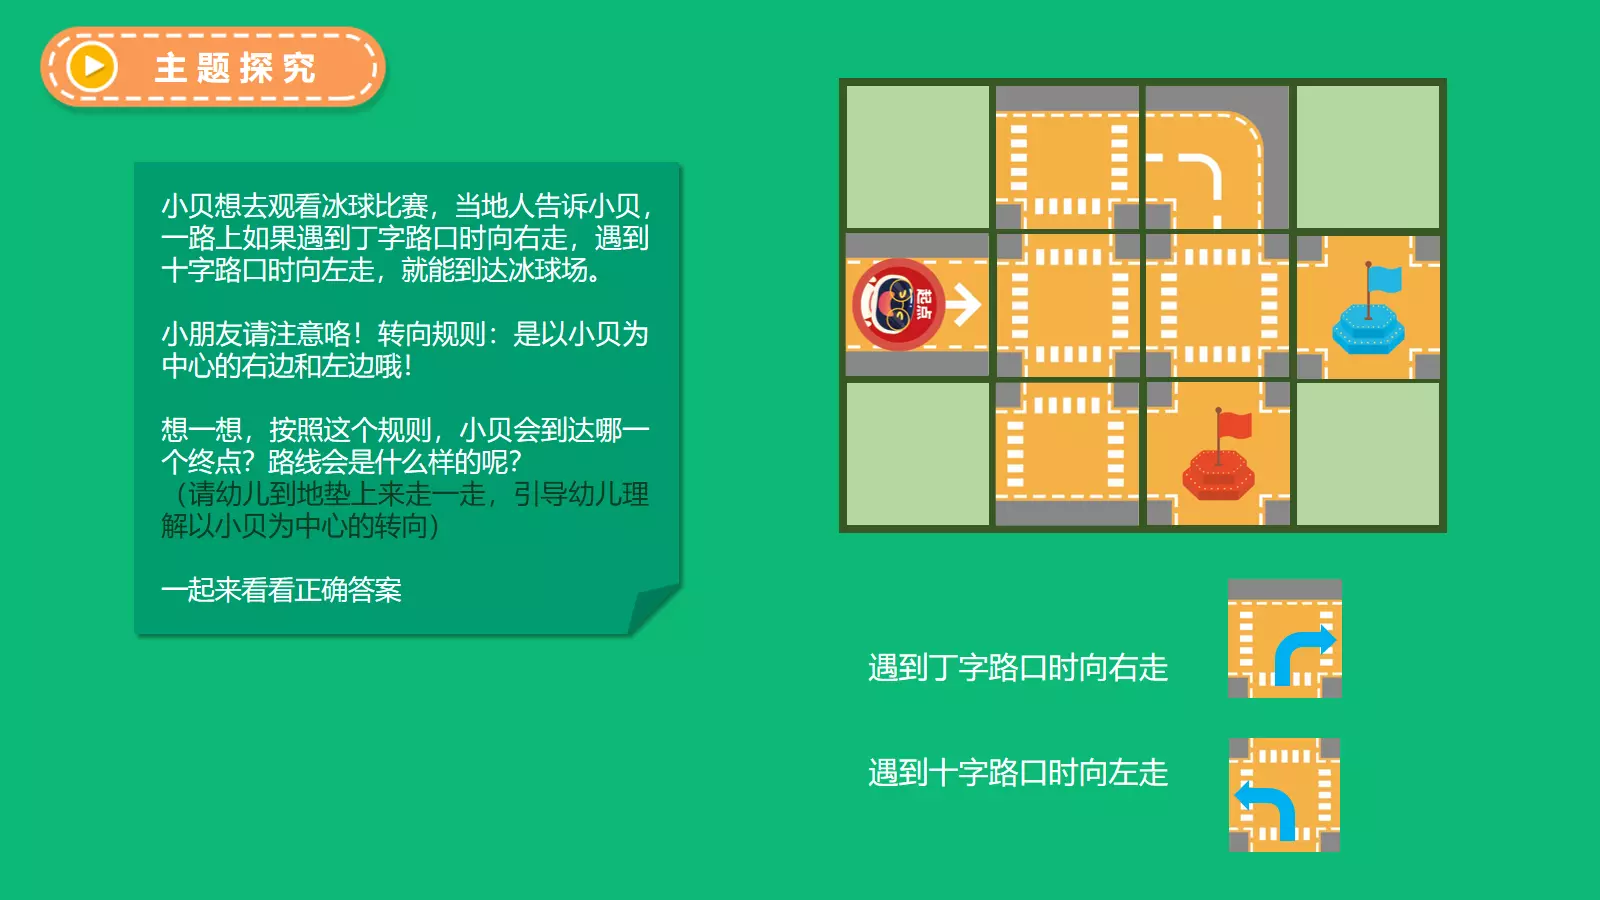 主题探究
小贝想去观看冰球比赛，当地人告诉小贝，
一路上如果遇到丁字路口时向右走，遇到
十字路口时向左走，就能到达冰球场。
小朋友请注意咯！转向规则：是以小贝为
中心的右边和左边哦！
想一想，按照这个规则，小贝会到达哪一
个终点？路线会是什么样的呢？
（请幼儿到地垫上来走一走，引导幼儿理
解以小贝为中心的转向）
一起来看看正确答案
起点
遇到丁字路口时向右走
遇到十字路口时向左走